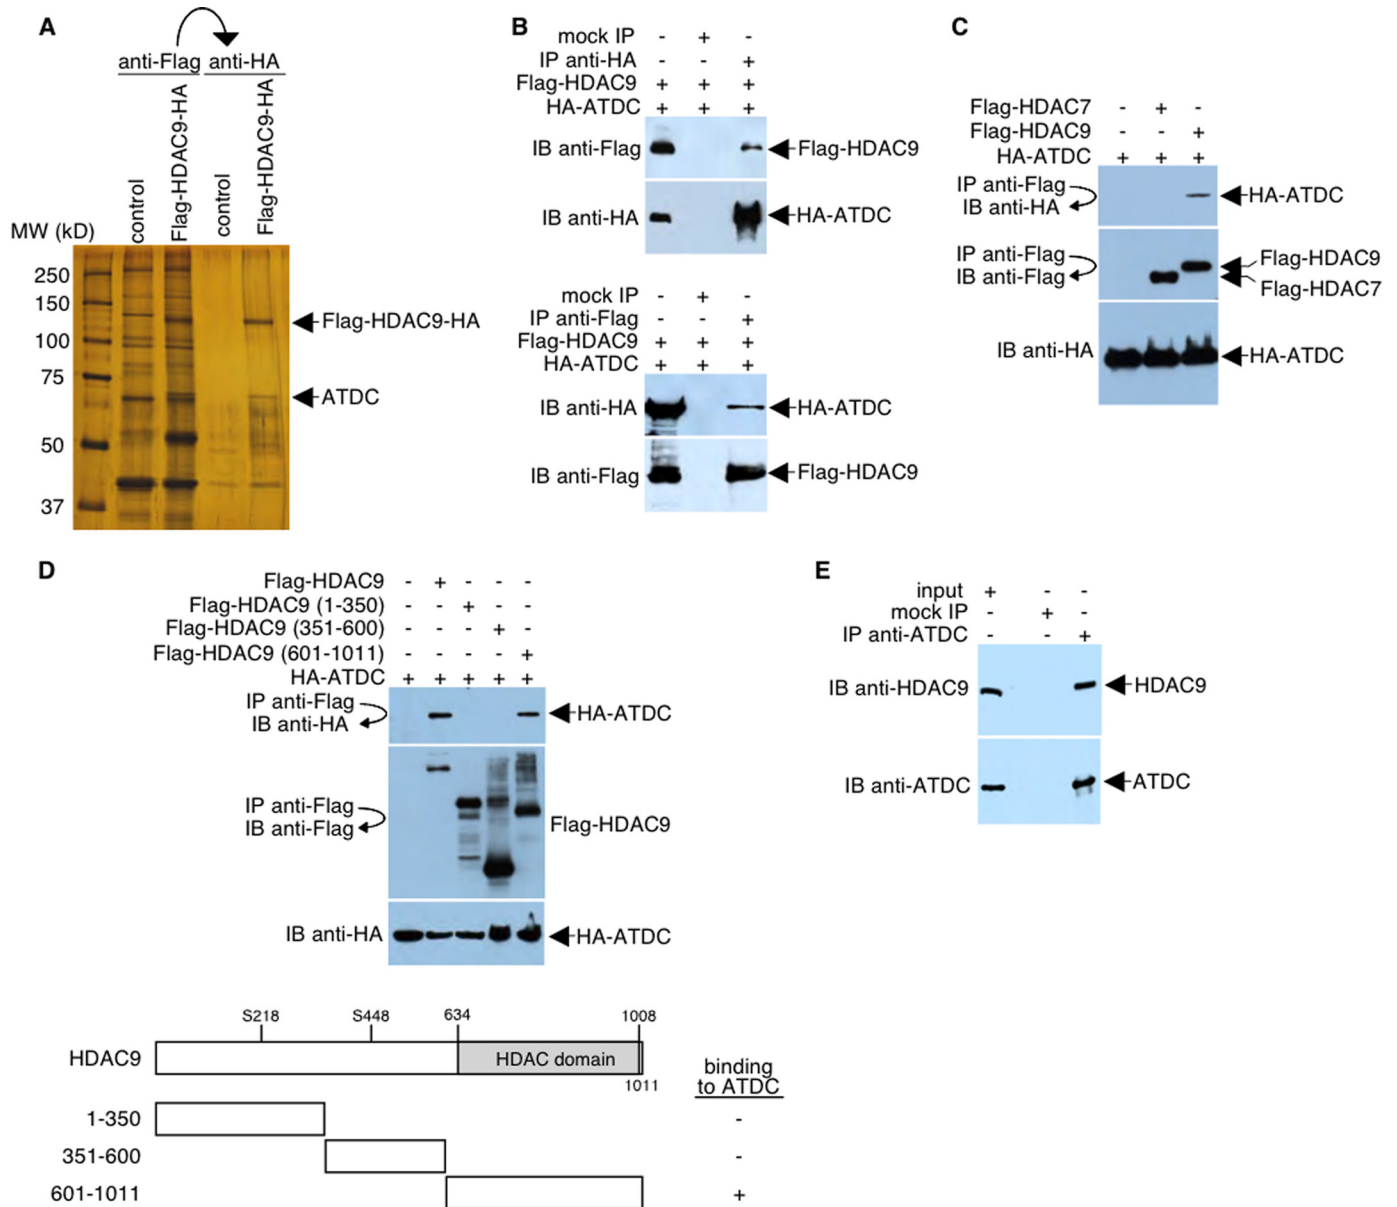 A
anti-Flag anti-HA
control
Flag-HDAC9-HA
control
Flag-HDAC9-HA
MW (kD)
250
150
100
75
50
37
Flag-HDAC9-HA
ATDC
B
mock IP - + -
IP anti-HA - - +
Flag-HDAC9 + + +
HA-ATDC + + +
IB anti-Flag Flag-HDAC9
IB anti-HA HA-ATDC
mock IP - + -
IP anti-Flag - - +
Flag-HDAC9 + + +
HA-ATDC + + +
IB anti-HA HA-ATDC
IB anti-Flag Flag-HDAC9
C
Flag-HDAC7 - + -
Flag-HDAC9 - - +
HA-ATDC + + +
IP anti-Flag
IB anti-HA
HA-ATDC
IP anti-Flag
IB anti-Flag
Flag-HDAC9
Flag-HDAC7
IB anti-HA HA-ATDC
D
Flag-HDAC9 - + - - -
Flag-HDAC9 (1-350) - - + - -
Flag-HDAC9 (351-600) - - - + -
Flag-HDAC9 (601-1011) - - - - +
HA-ATDC + + + + +
IP anti-Flag
IB anti-HA
HA-ATDC
IP anti-Flag
IB anti-Flag
Flag-HDAC9
IB anti-HA HA-ATDC
S218 S448 634 1008
HDAC9 HDAC domain
1011
binding
to ATDC
1-350 -
351-600 -
601-1011 +
E
input + - -
mock IP - + -
IP anti-ATDC - - +
IB anti-HDAC9 HDAC9
IB anti-ATDC ATDC